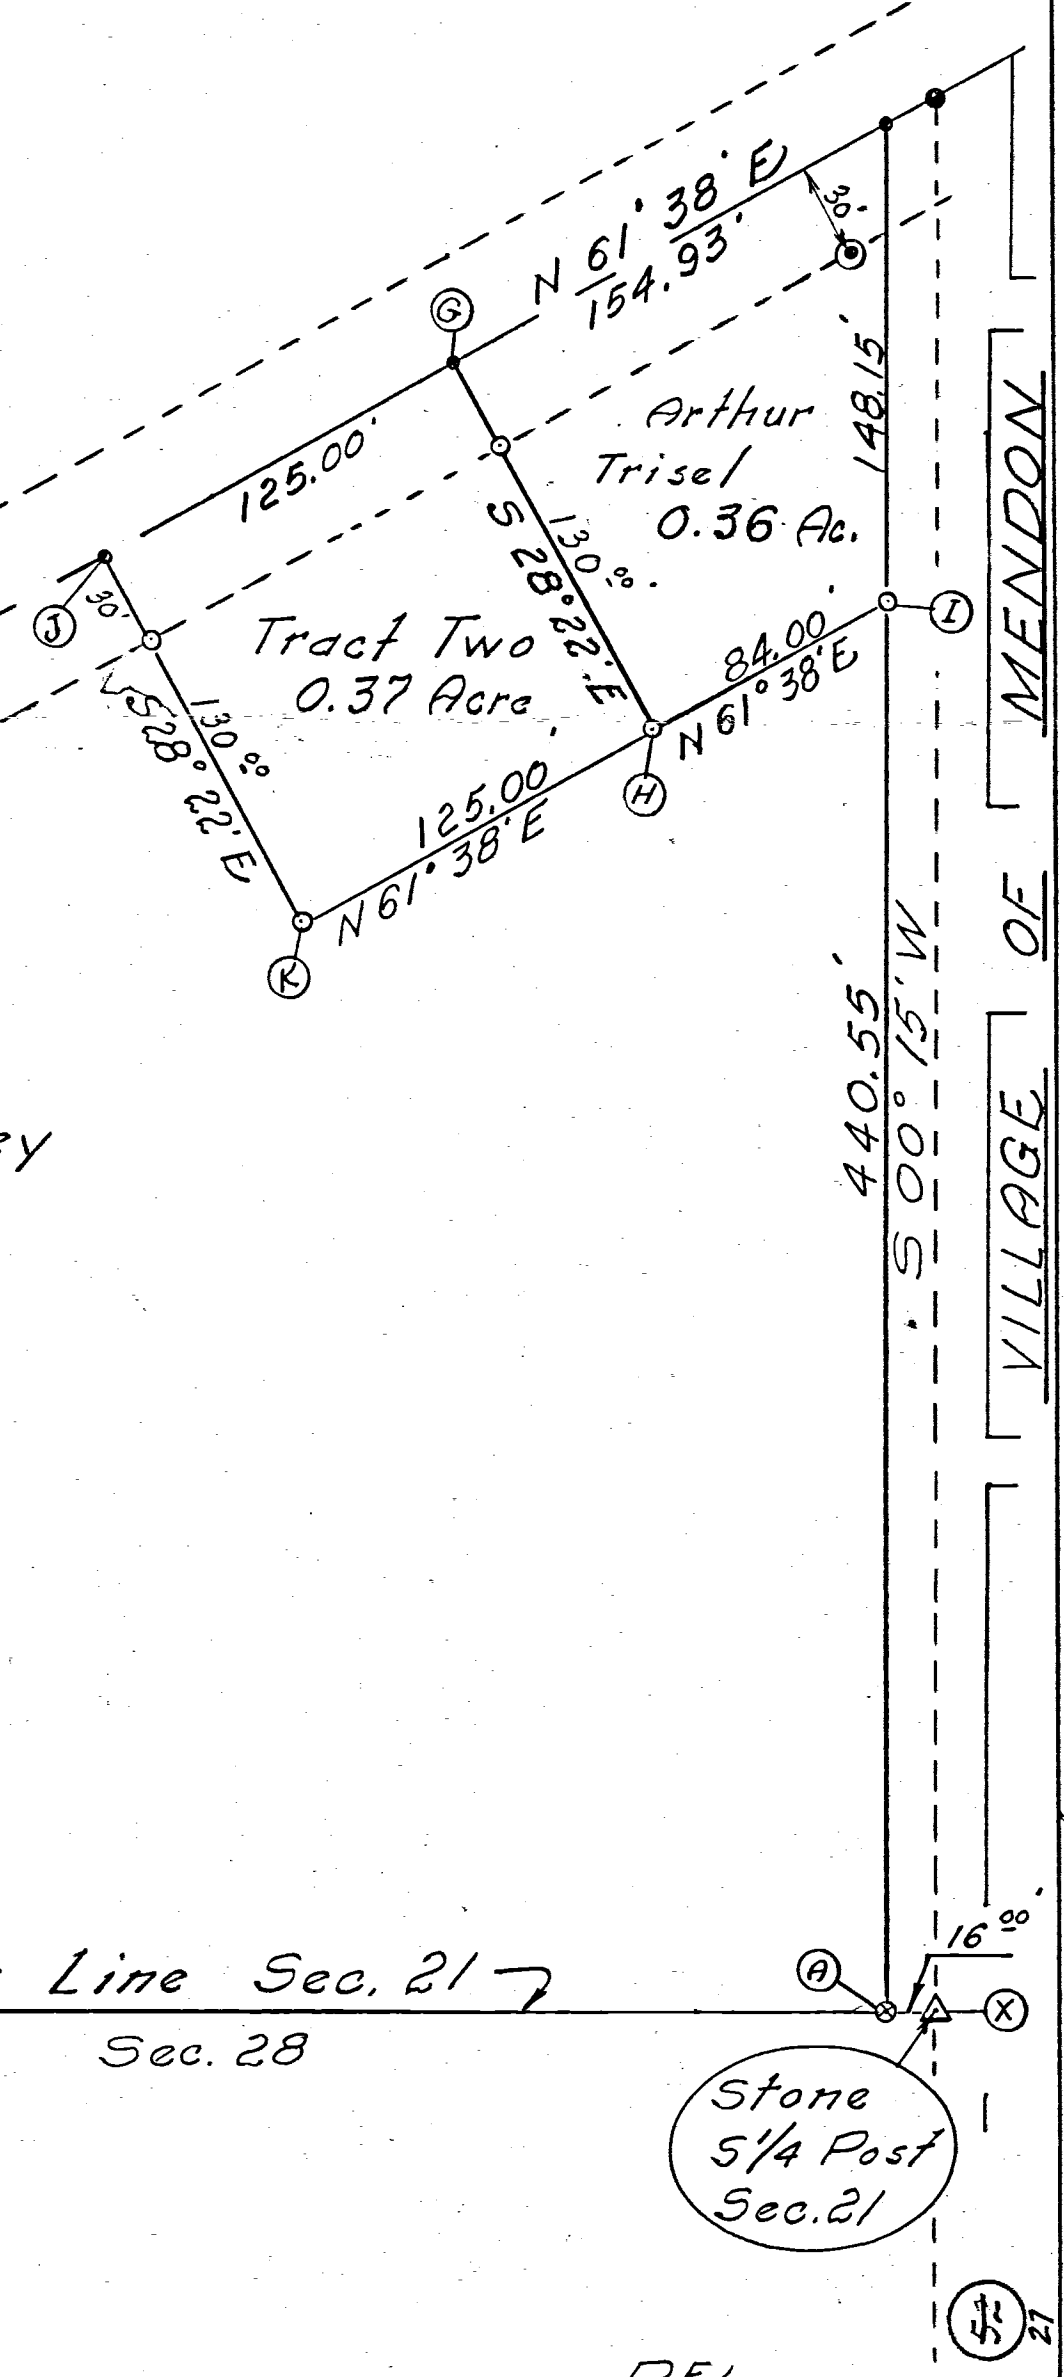 N 61° 38' E
154.93'
30'
G
148.15'
Arthur
Trisel
0.36 Ac.
125.00'
S 28° 22' E
130.00'
J
30'
Tract Two
0.37 Acre
84.00'
N 61° 38' E
I
S 28° 22' E
130.00'
H
125.00'
N 61° 38' E
K
440.55'
S 00° 15' W
VILLAGE OF MENDON
ey
16.00'
Line Sec. 21
A
X
Sec. 28
Stone
S 1/4 Post
Sec. 21
27